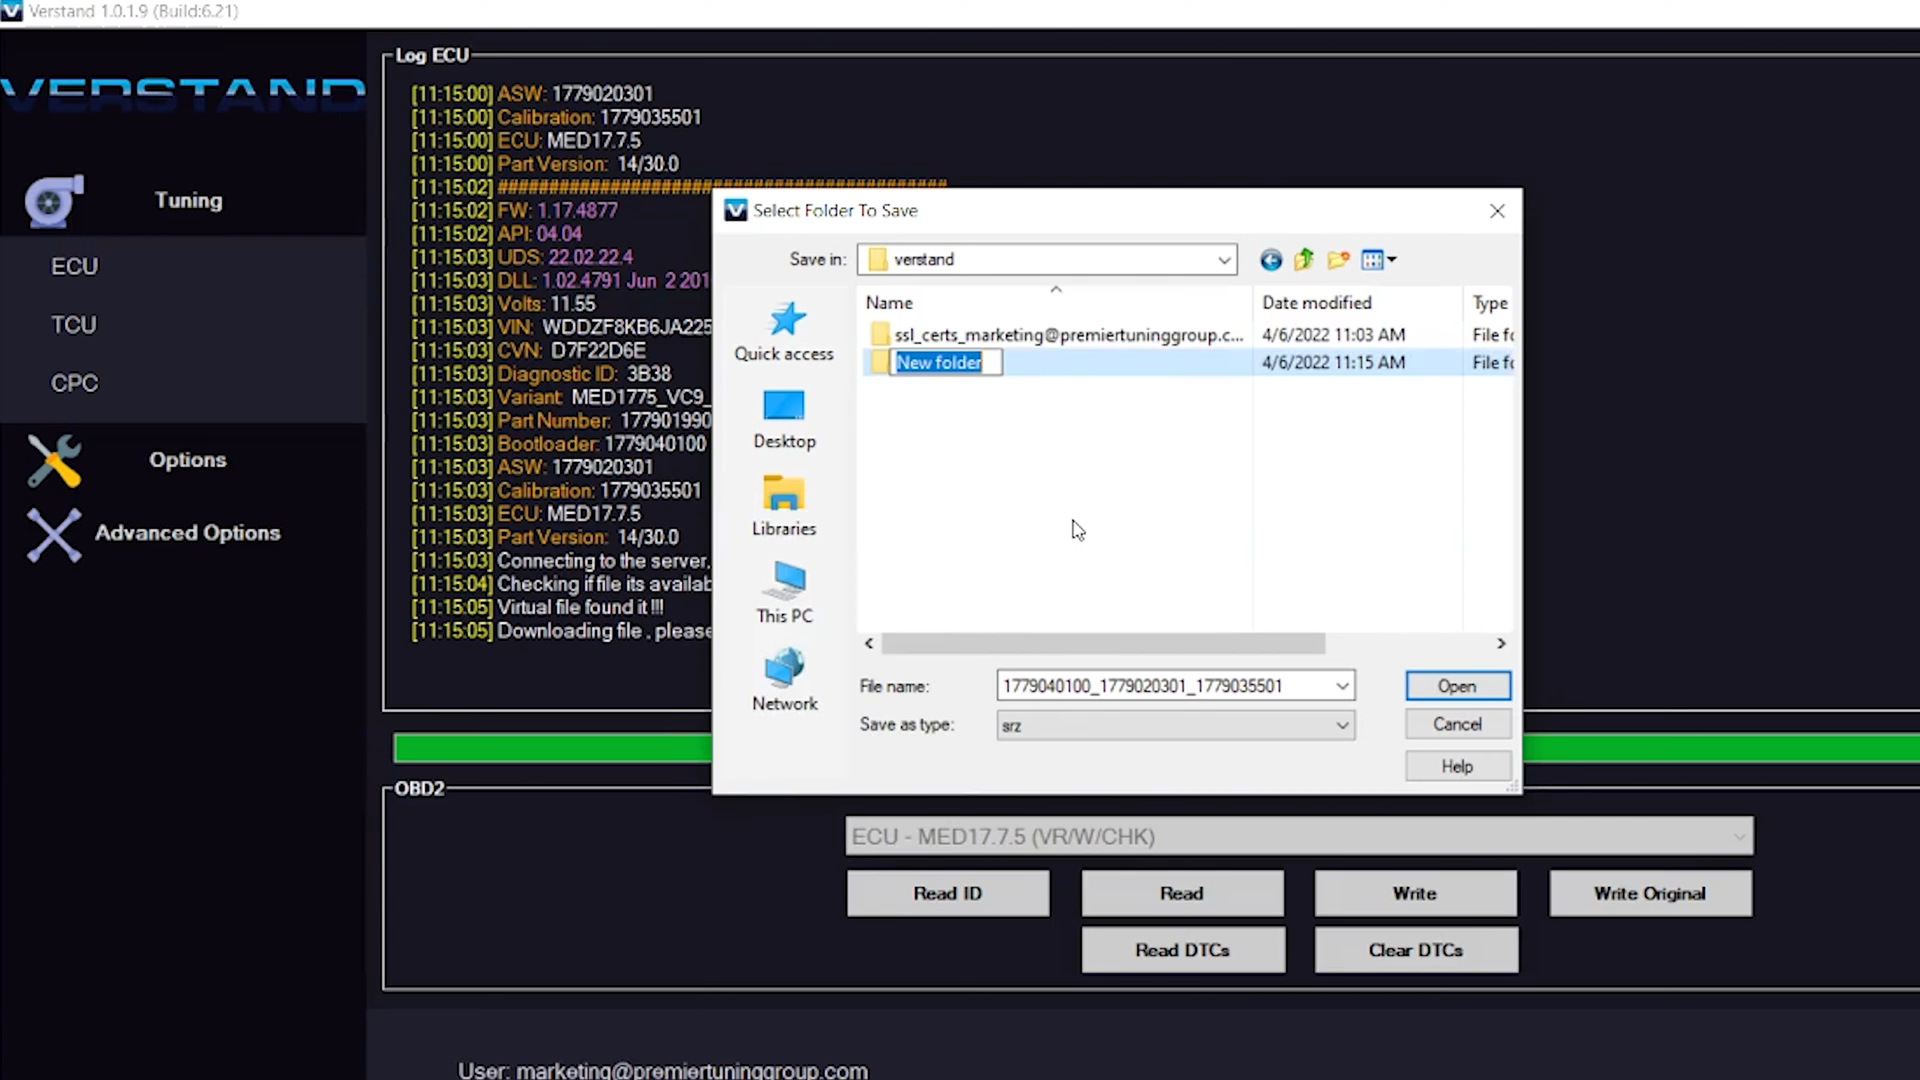 Verstand 1.0.1.9 (Build:6.21)
VERSTAND
Tuning
ECU
TCU
CPC
Options
Advanced Options
Log ECU
[11:15:00] ASW: 1779020301
[11:15:00] Calibration: 1779035501
[11:15:00] ECU: MED17.7.5
[11:15:00] Part Version: 14/30.0
[11:15:02] ########################################
[11:15:02] FW: 1.17.4877
[11:15:02] API: 04.04
[11:15:03] UDS: 22.02.22.4
[11:15:03] DLL: 1.02.4791 Jun 2 201
[11:15:03] Volts: 11.55
[11:15:03] VIN: WDDZF8KB6JA225
[11:15:03] CVN: D7F22D6E
[11:15:03] Diagnostic ID: 3B38
[11:15:03] Variant: MED1775_VC9_
[11:15:03] Part Number: 177901990
[11:15:03] Bootloader: 1779040100
[11:15:03] ASW: 1779020301
[11:15:03] Calibration: 1779035501
[11:15:03] ECU: MED17.7.5
[11:15:03] Part Version: 14/30.0
[11:15:03] Connecting to the server,
[11:15:04] Checking if file its availab
[11:15:05] Virtual file found it !!!
[11:15:05] Downloading file . please
Select Folder To Save
Save in: verstand
Name Date modified Type
ssl_certs_marketing@premiertuninggroup.c... 4/6/2022 11:03 AM File fo
New folder 4/6/2022 11:15 AM File fo
Quick access
Desktop
Libraries
This PC
Network
File name: 1779040100_1779020301_1779035501 Open
Save as type: srz Cancel
Help
OBD2
ECU - MED17.7.5 (VR/W/CHK)
Read ID Read Write Write Original
Read DTCs Clear DTCs
User: marketing@premiertuninggroup.com